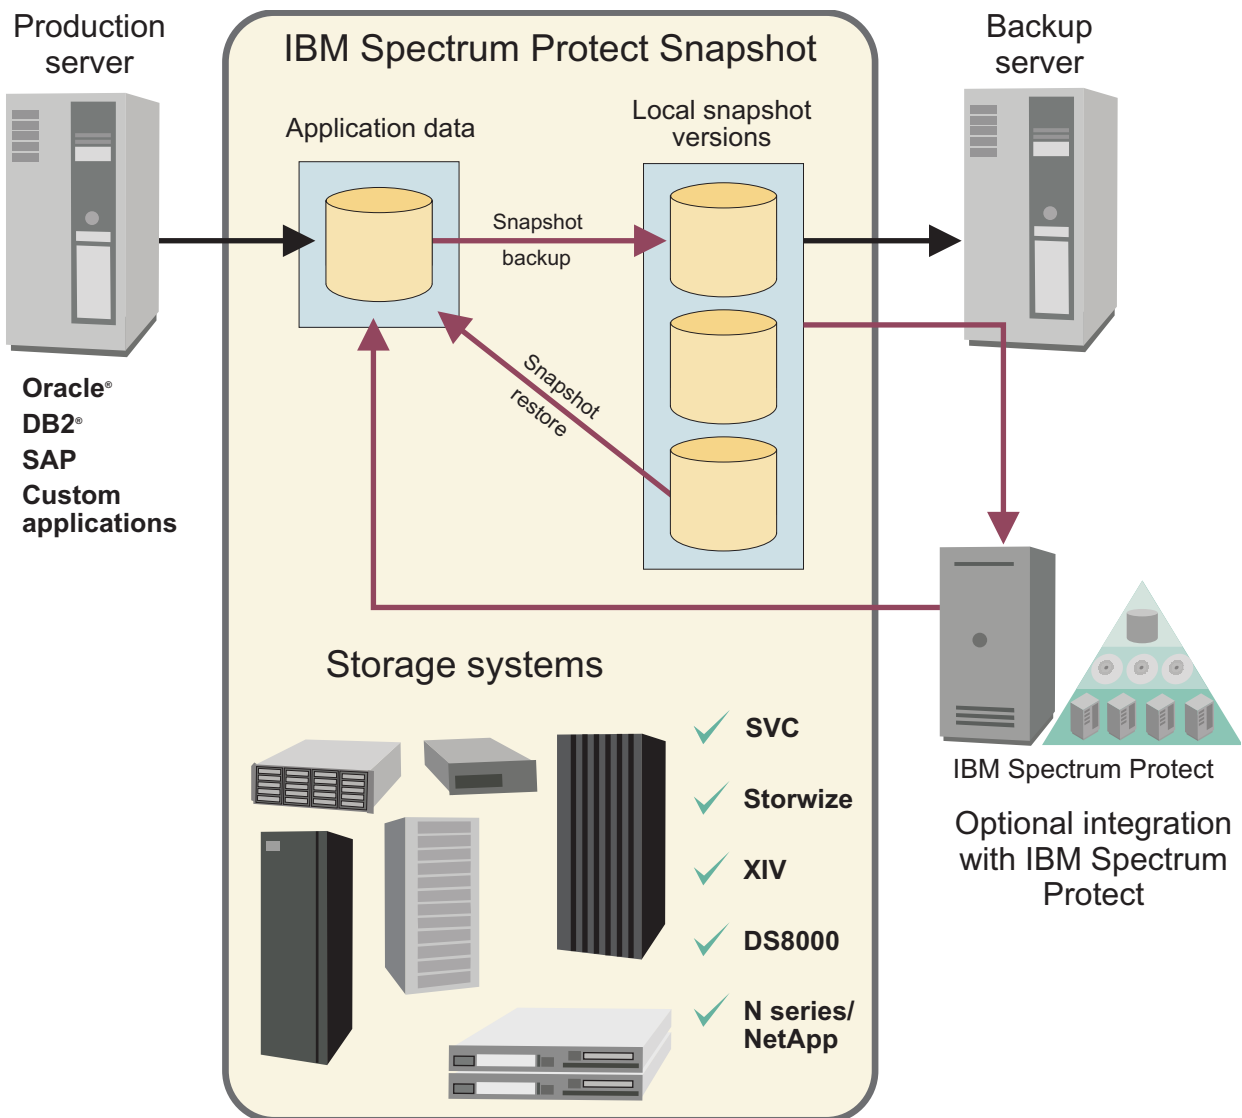 Production
server
IBM Spectrum Protect Snapshot
Backup
server
Application data
Local snapshot
versions
Snapshot
backup
Snapshot
restore
Oracle®
DB2®
SAP
Custom
applications
Storage systems
SVC
Storwize
XIV
DS8000
N series/
NetApp
IBM Spectrum Protect
Optional integration
with IBM Spectrum
Protect